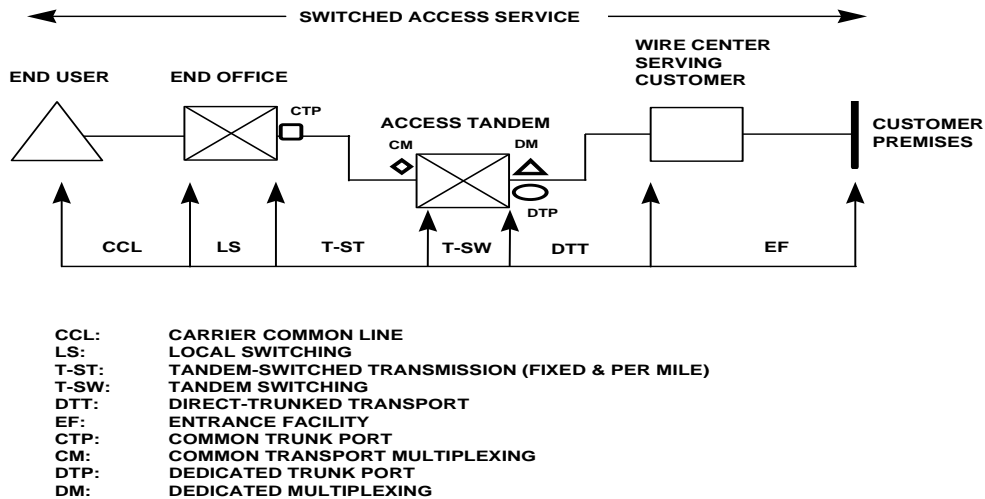 SWITCHED ACCESS SERVICE
WIRE CENTER
SERVING
CUSTOMER
END USER
END OFFICE
CTP
ACCESS TANDEM
CUSTOMER
PREMISES
CM
DM
DTP
CCL
LS
T-ST
T-SW
DTT
EF
CCL: CARRIER COMMON LINE
LS: LOCAL SWITCHING
T-ST: TANDEM-SWITCHED TRANSMISSION (FIXED & PER MILE)
T-SW: TANDEM SWITCHING
DTT: DIRECT-TRUNKED TRANSPORT
EF: ENTRANCE FACILITY
CTP: COMMON TRUNK PORT
CM: COMMON TRANSPORT MULTIPLEXING
DTP: DEDICATED TRUNK PORT
DM: DEDICATED MULTIPLEXING